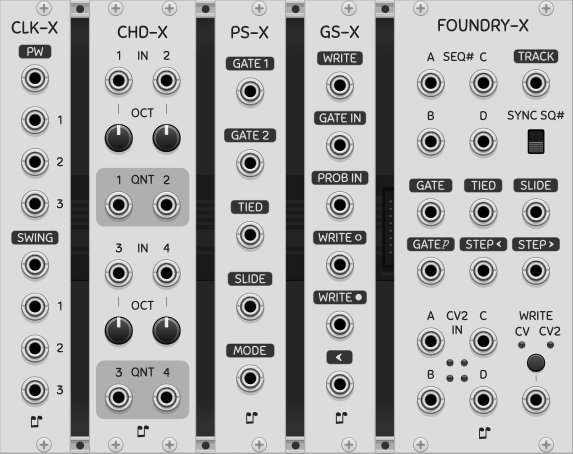 CLK-X
PW
1
2
3
SWING
1
2
3
CHD-X
1 IN 2
OCT
1 QNT 2
3 IN 4
OCT
3 QNT 4
PS-X
GATE 1
GATE 2
TIED
SLIDE
MODE
GS-X
WRITE
GATE IN
PROB IN
WRITE
WRITE
<
FOUNDRY-X
A SEQ# C TRACK
B D SYNC SQ#
GATE TIED SLIDE
GATEp STEP < STEP >
A CV2 C WRITE
IN CV CV2
B D